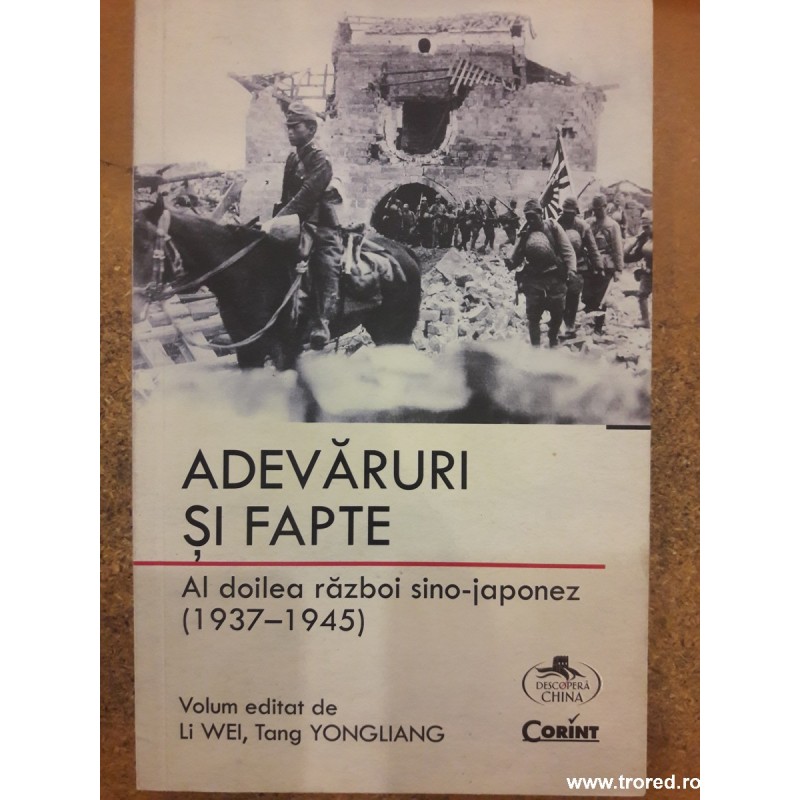 ADEVĂRURI
ȘI FAPTE
Al doilea război sino-japonez
(1937–1945)
Volum editat de
Li WEI, Tang YONGLIANG
DESCOPERĂ
CHINA
CORINT
www.trored.ro